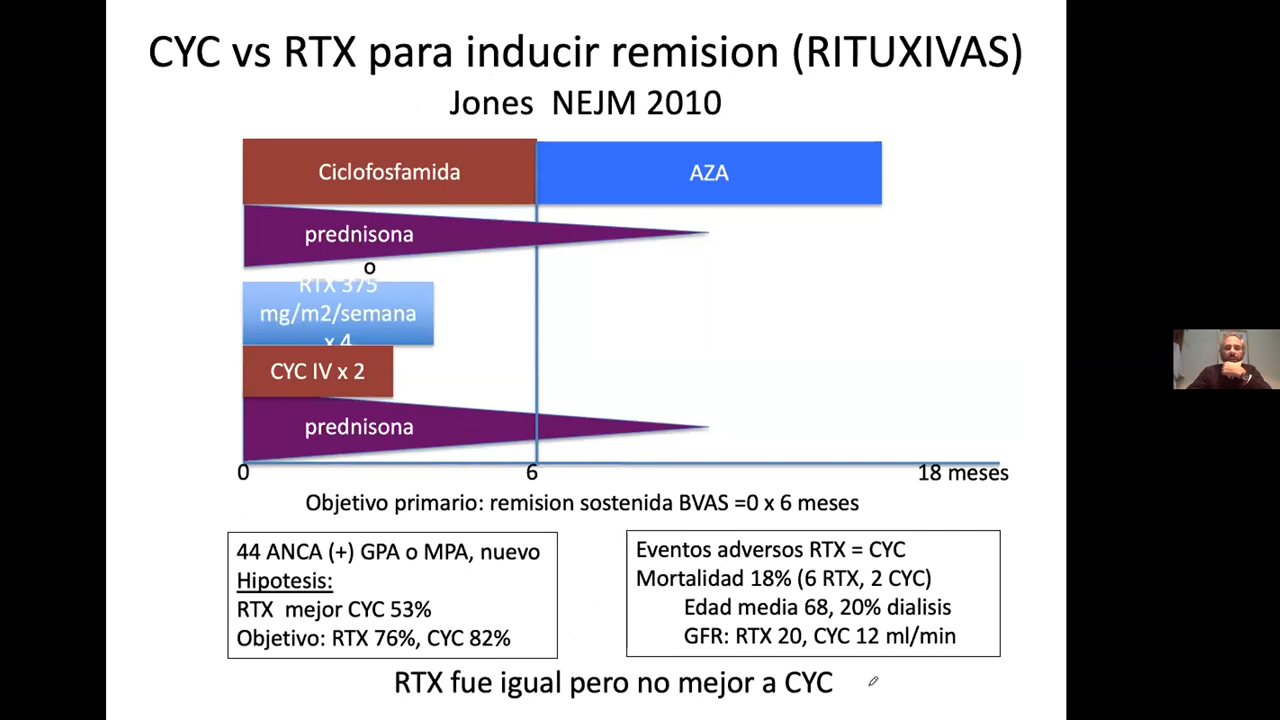 CYC vs RTX para inducir remision (RITUXIVAS)
Jones NEJM 2010
Ciclofosfamida
AZA
prednisona
o
RTX 375
mg/m2/semana
x 4
CYC IV x 2
prednisona
0
6
18 meses
Objetivo primario: remision sostenida BVAS =0 x 6 meses
44 ANCA (+) GPA o MPA, nuevo
Hipotesis:
RTX mejor CYC 53%
Objetivo: RTX 76%, CYC 82%
Eventos adversos RTX = CYC
Mortalidad 18% (6 RTX, 2 CYC)
Edad media 68, 20% dialisis
GFR: RTX 20, CYC 12 ml/min
RTX fue igual pero no mejor a CYC